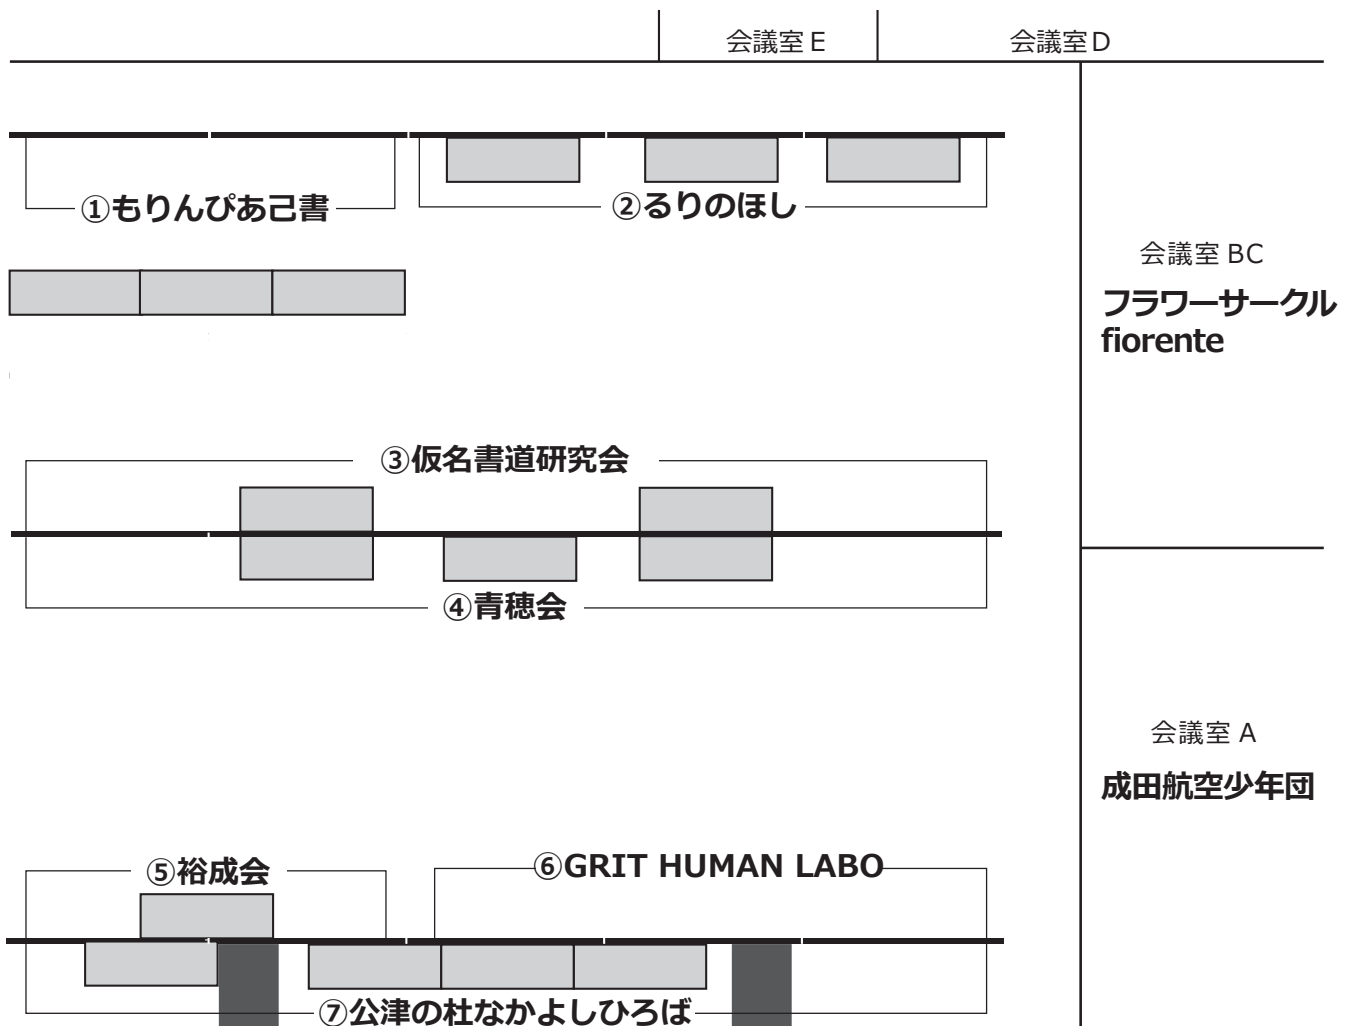 会議室 E
会議室 D
①もりんぴあ己書
②るりのほし
会議室 BC
フラワーサークル
fiorente
③仮名書道研究会
④青穂会
会議室 A
成田航空少年団
⑤裕成会
⑥GRIT HUMAN LABO
⑦公津の杜なかよしひろば